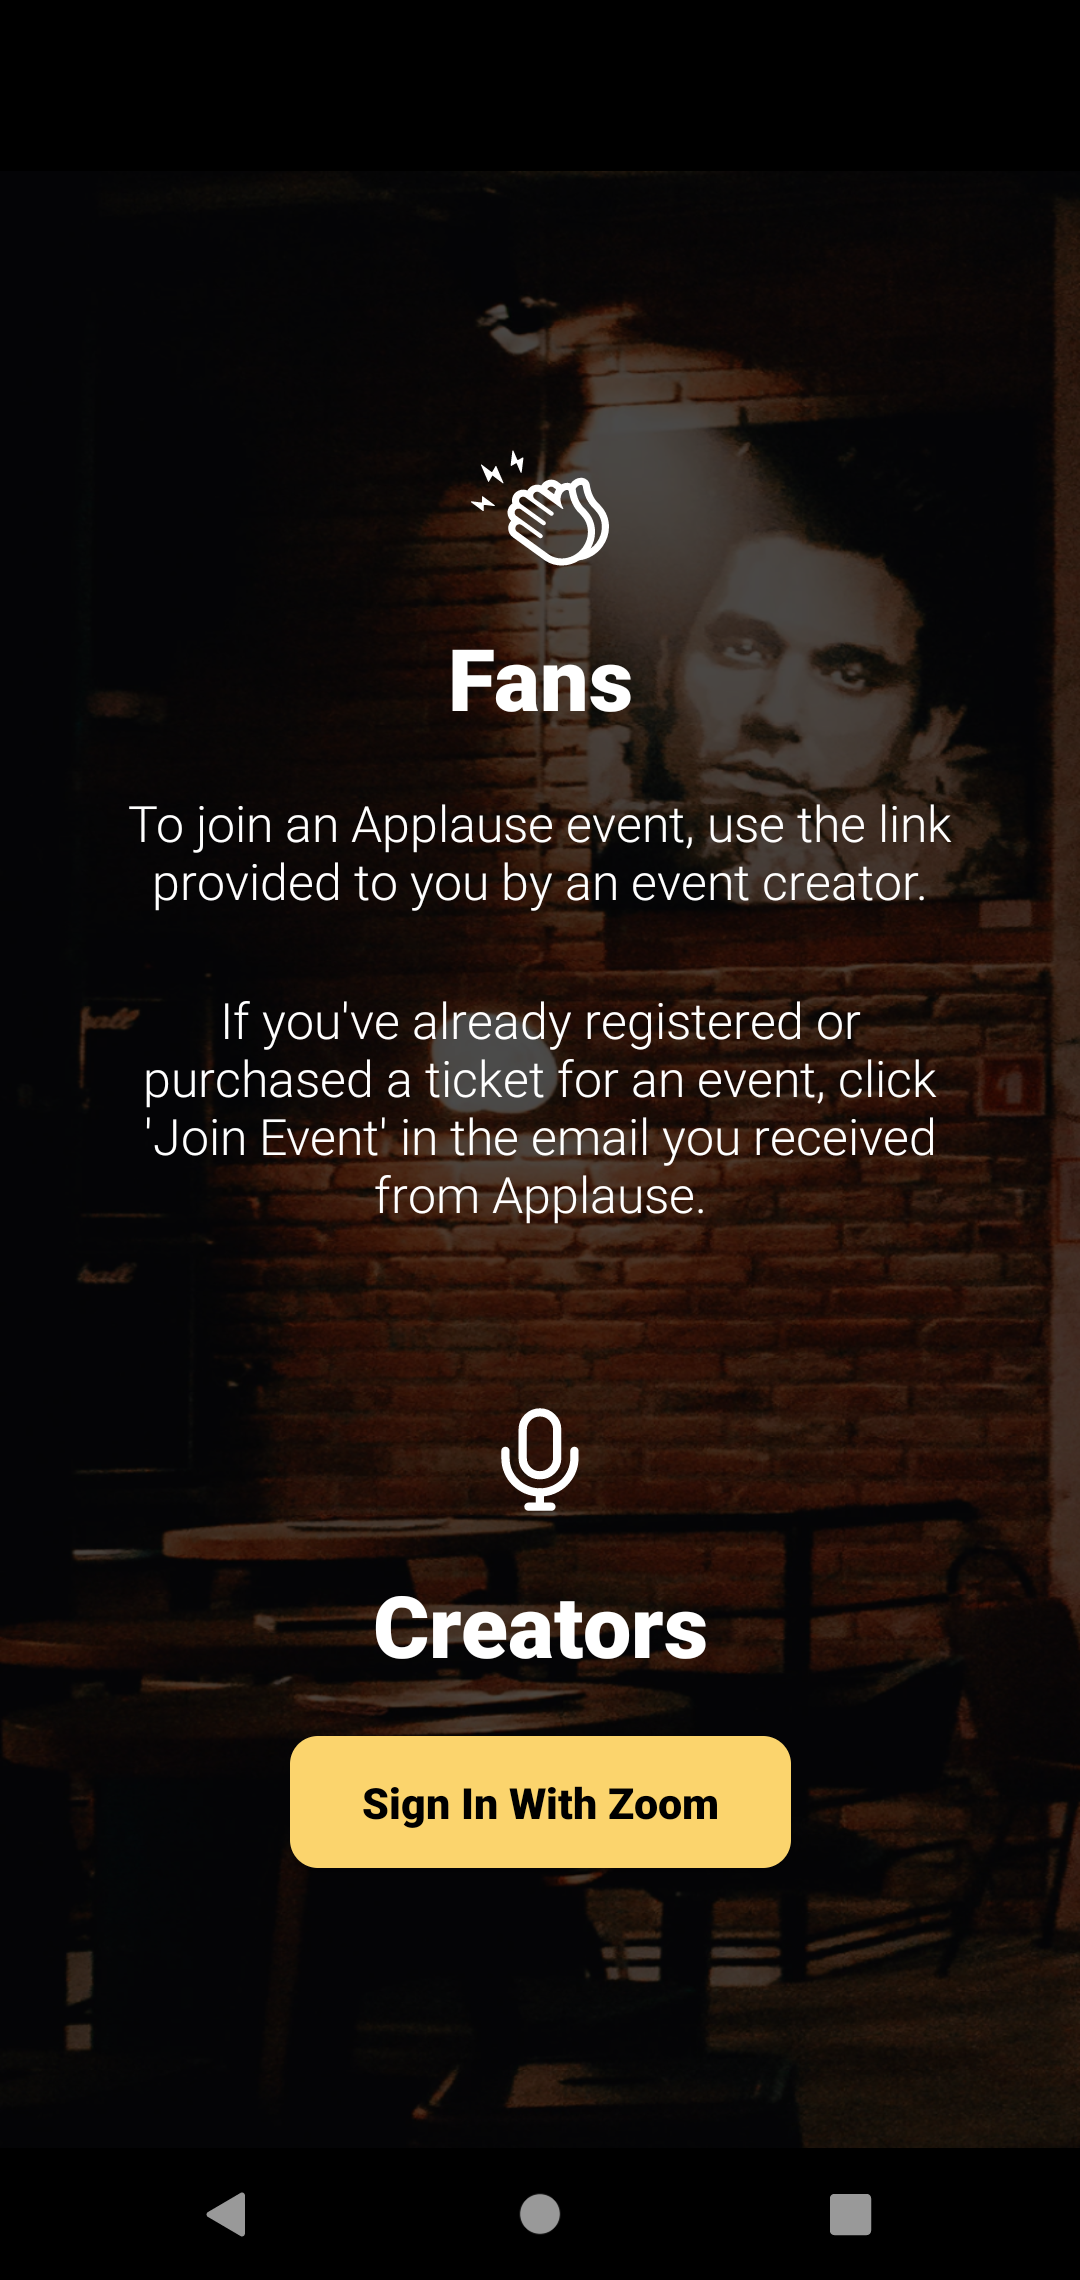 Fans
To join an Applause event, use the link
provided to you by an event creator.
If you've already registered or
purchased a ticket for an event, click
'Join Event' in the email you received
from Applause.
Creators
Sign In With Zoom